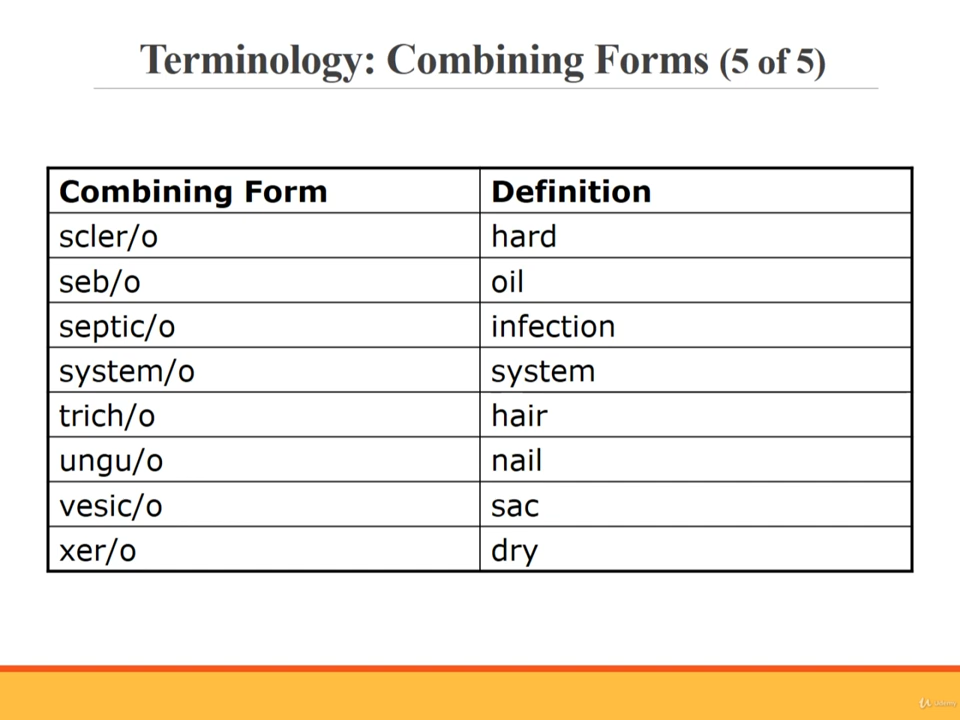 Terminology: Combining Forms (5 of 5)
Combining Form Definition
scler/o hard
seb/o oil
septic/o infection
system/o system
trich/o hair
ungu/o nail
vesic/o sac
xer/o dry
Udemy